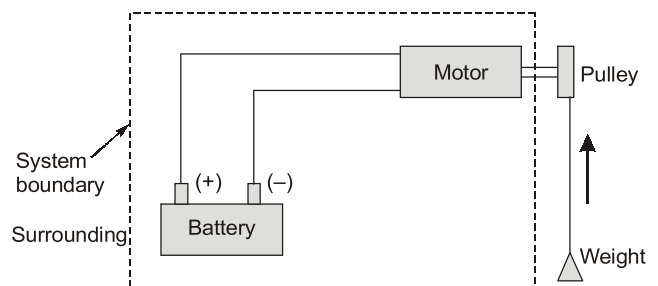 Motor
Pulley
System
boundary
(+)
(–)
Surrounding
Battery
Weight